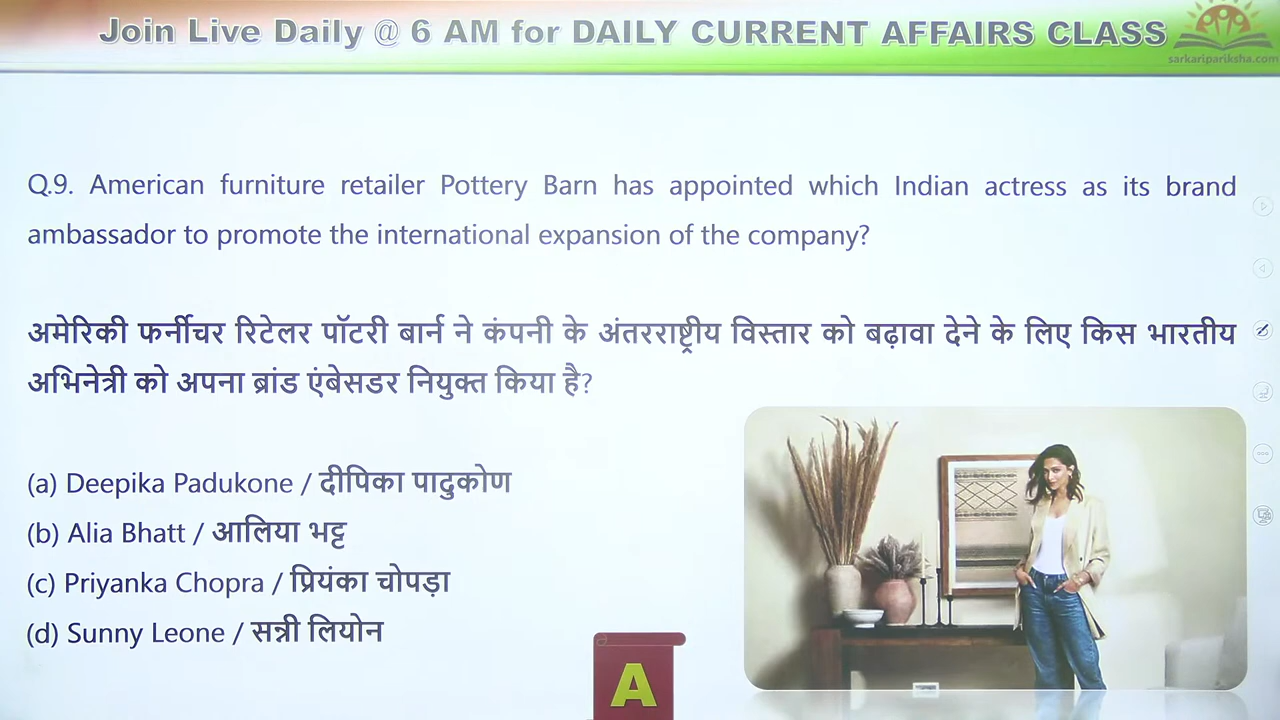 Join Live Daily @ 6 AM for DAILY CURRENT AFFAIRS CLASS
sarkaripariksha.com
Q.9. American furniture retailer Pottery Barn has appointed which Indian actress as its brand
ambassador to promote the international expansion of the company?
अमेरिकी फर्नीचर रिटेलर पॉटरी बार्न ने कंपनी के अंतरराष्ट्रीय विस्तार को बढ़ावा देने के लिए किस भारतीय
अभिनेत्री को अपना ब्रांड एंबेसडर नियुक्त किया है?
(a) Deepika Padukone / दीपिका पादुकोण
(b) Alia Bhatt / आलिया भट्ट
(c) Priyanka Chopra / प्रियंका चोपड़ा
(d) Sunny Leone / सन्नी लियोन
A